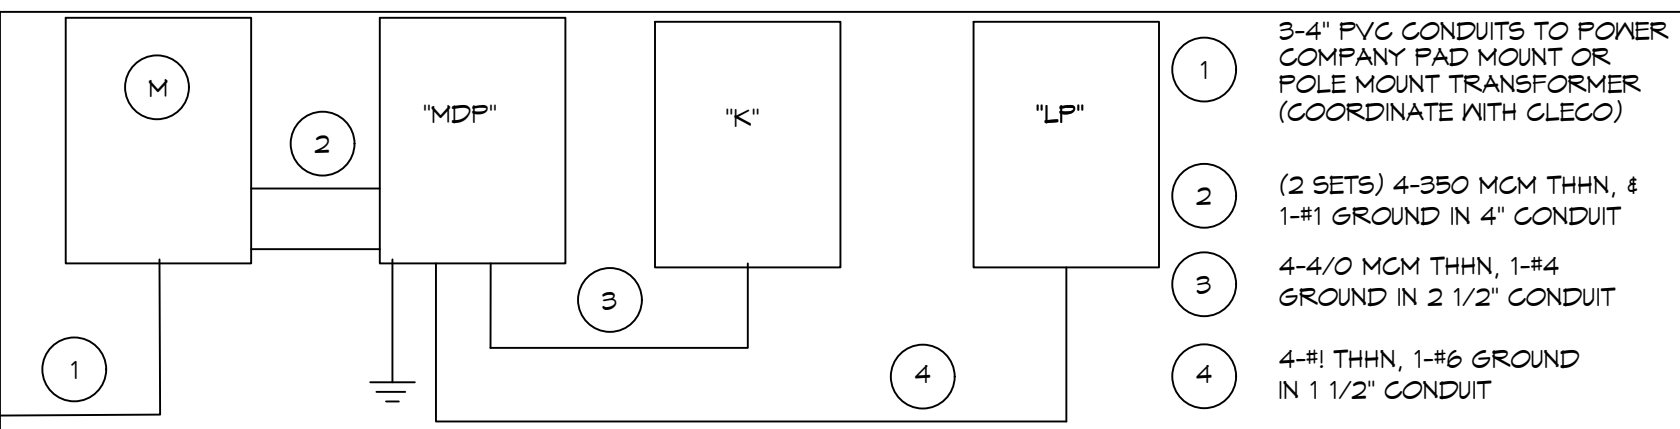 M
"MDP"
"K"
"LP"
2
3
1
4
1
3-4" PVC CONDUITS TO POWER
COMPANY PAD MOUNT OR
POLE MOUNT TRANSFORMER
(COORDINATE WITH CLECO)
2
(2 SETS) 4-350 MCM THHN, &
1-#1 GROUND IN 4" CONDUIT
3
4-4/0 MCM THHN, 1-#4
GROUND IN 2 1/2" CONDUIT
4
4-#! THHN, 1-#6 GROUND
IN 1 1/2" CONDUIT